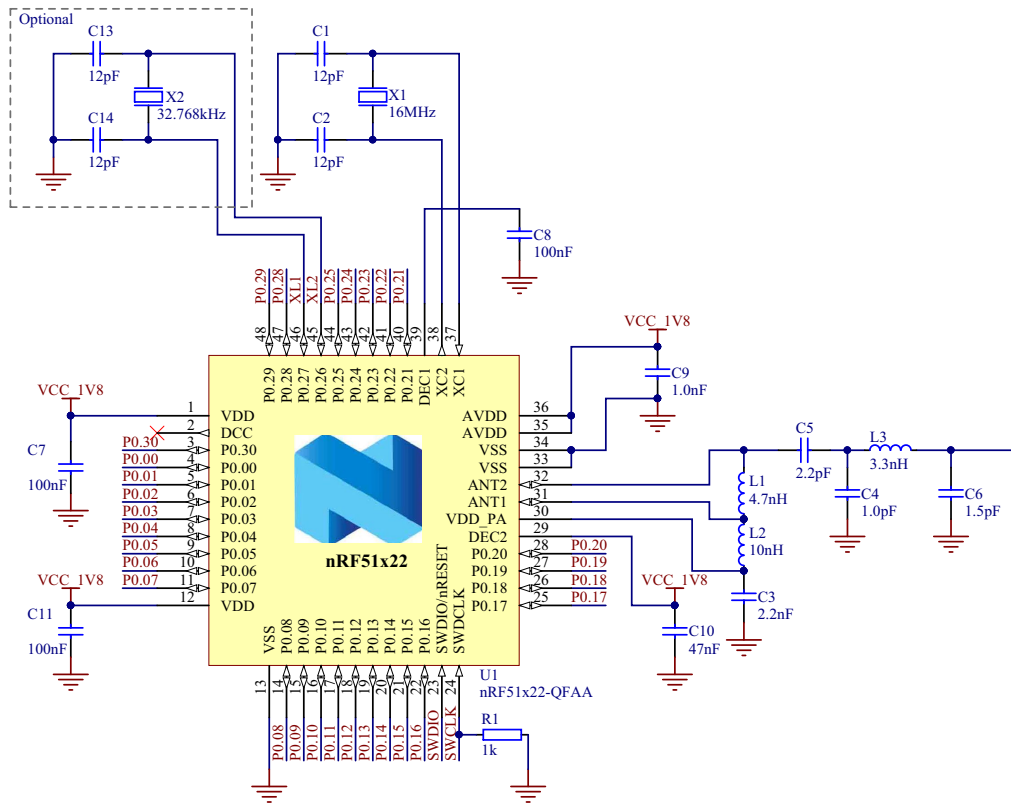 Optional
C13
12pF
X2
32.768kHz
C14
12pF
C1
12pF
X1
16MHz
C2
12pF
C8
100nF
P0.29
P0.28
XL1
XL2
P0.25
P0.24
P0.23
P0.22
P0.21
48
47
46
45
44
43
42
41
40
39
38
37
P0.29
P0.28
P0.27
P0.26
P0.25
P0.24
P0.23
P0.22
P0.21
DEC1
XC2
XC1
VCC_1V8
C7
100nF
VCC_1V8
C11
100nF
P0.30
P0.00
P0.01
P0.02
P0.03
P0.04
P0.05
P0.06
P0.07
1
2
3
4
5
6
7
8
9
10
11
12
VDD
DCC
P0.30
P0.00
P0.01
P0.02
P0.03
P0.04
P0.05
P0.06
P0.07
VDD
nRF51x22
AVDD
AVDD
VSS
VSS
ANT2
ANT1
VDD_PA
DEC2
P0.20
P0.19
P0.18
P0.17
36
35
34
33
32
31
30
29
28
27
26
25
P0.20
P0.19
P0.18
P0.17
VCC_1V8
C9
1.0nF
C5
2.2pF
L3
3.3nH
L1
4.7nH
C4
1.0pF
C6
1.5pF
L2
10nH
C3
2.2nF
VCC_1V8
C10
47nF
VSS
P0.08
P0.09
P0.10
P0.11
P0.12
P0.13
P0.14
P0.15
P0.16
SWDIO/nRESET
SWDCLK
13
14
15
16
17
18
19
20
21
22
23
24
P0.08
P0.09
P0.10
P0.11
P0.12
P0.13
P0.14
P0.15
P0.16
SWDIO
SWCLK
U1
nRF51x22-QFAA
R1
1k